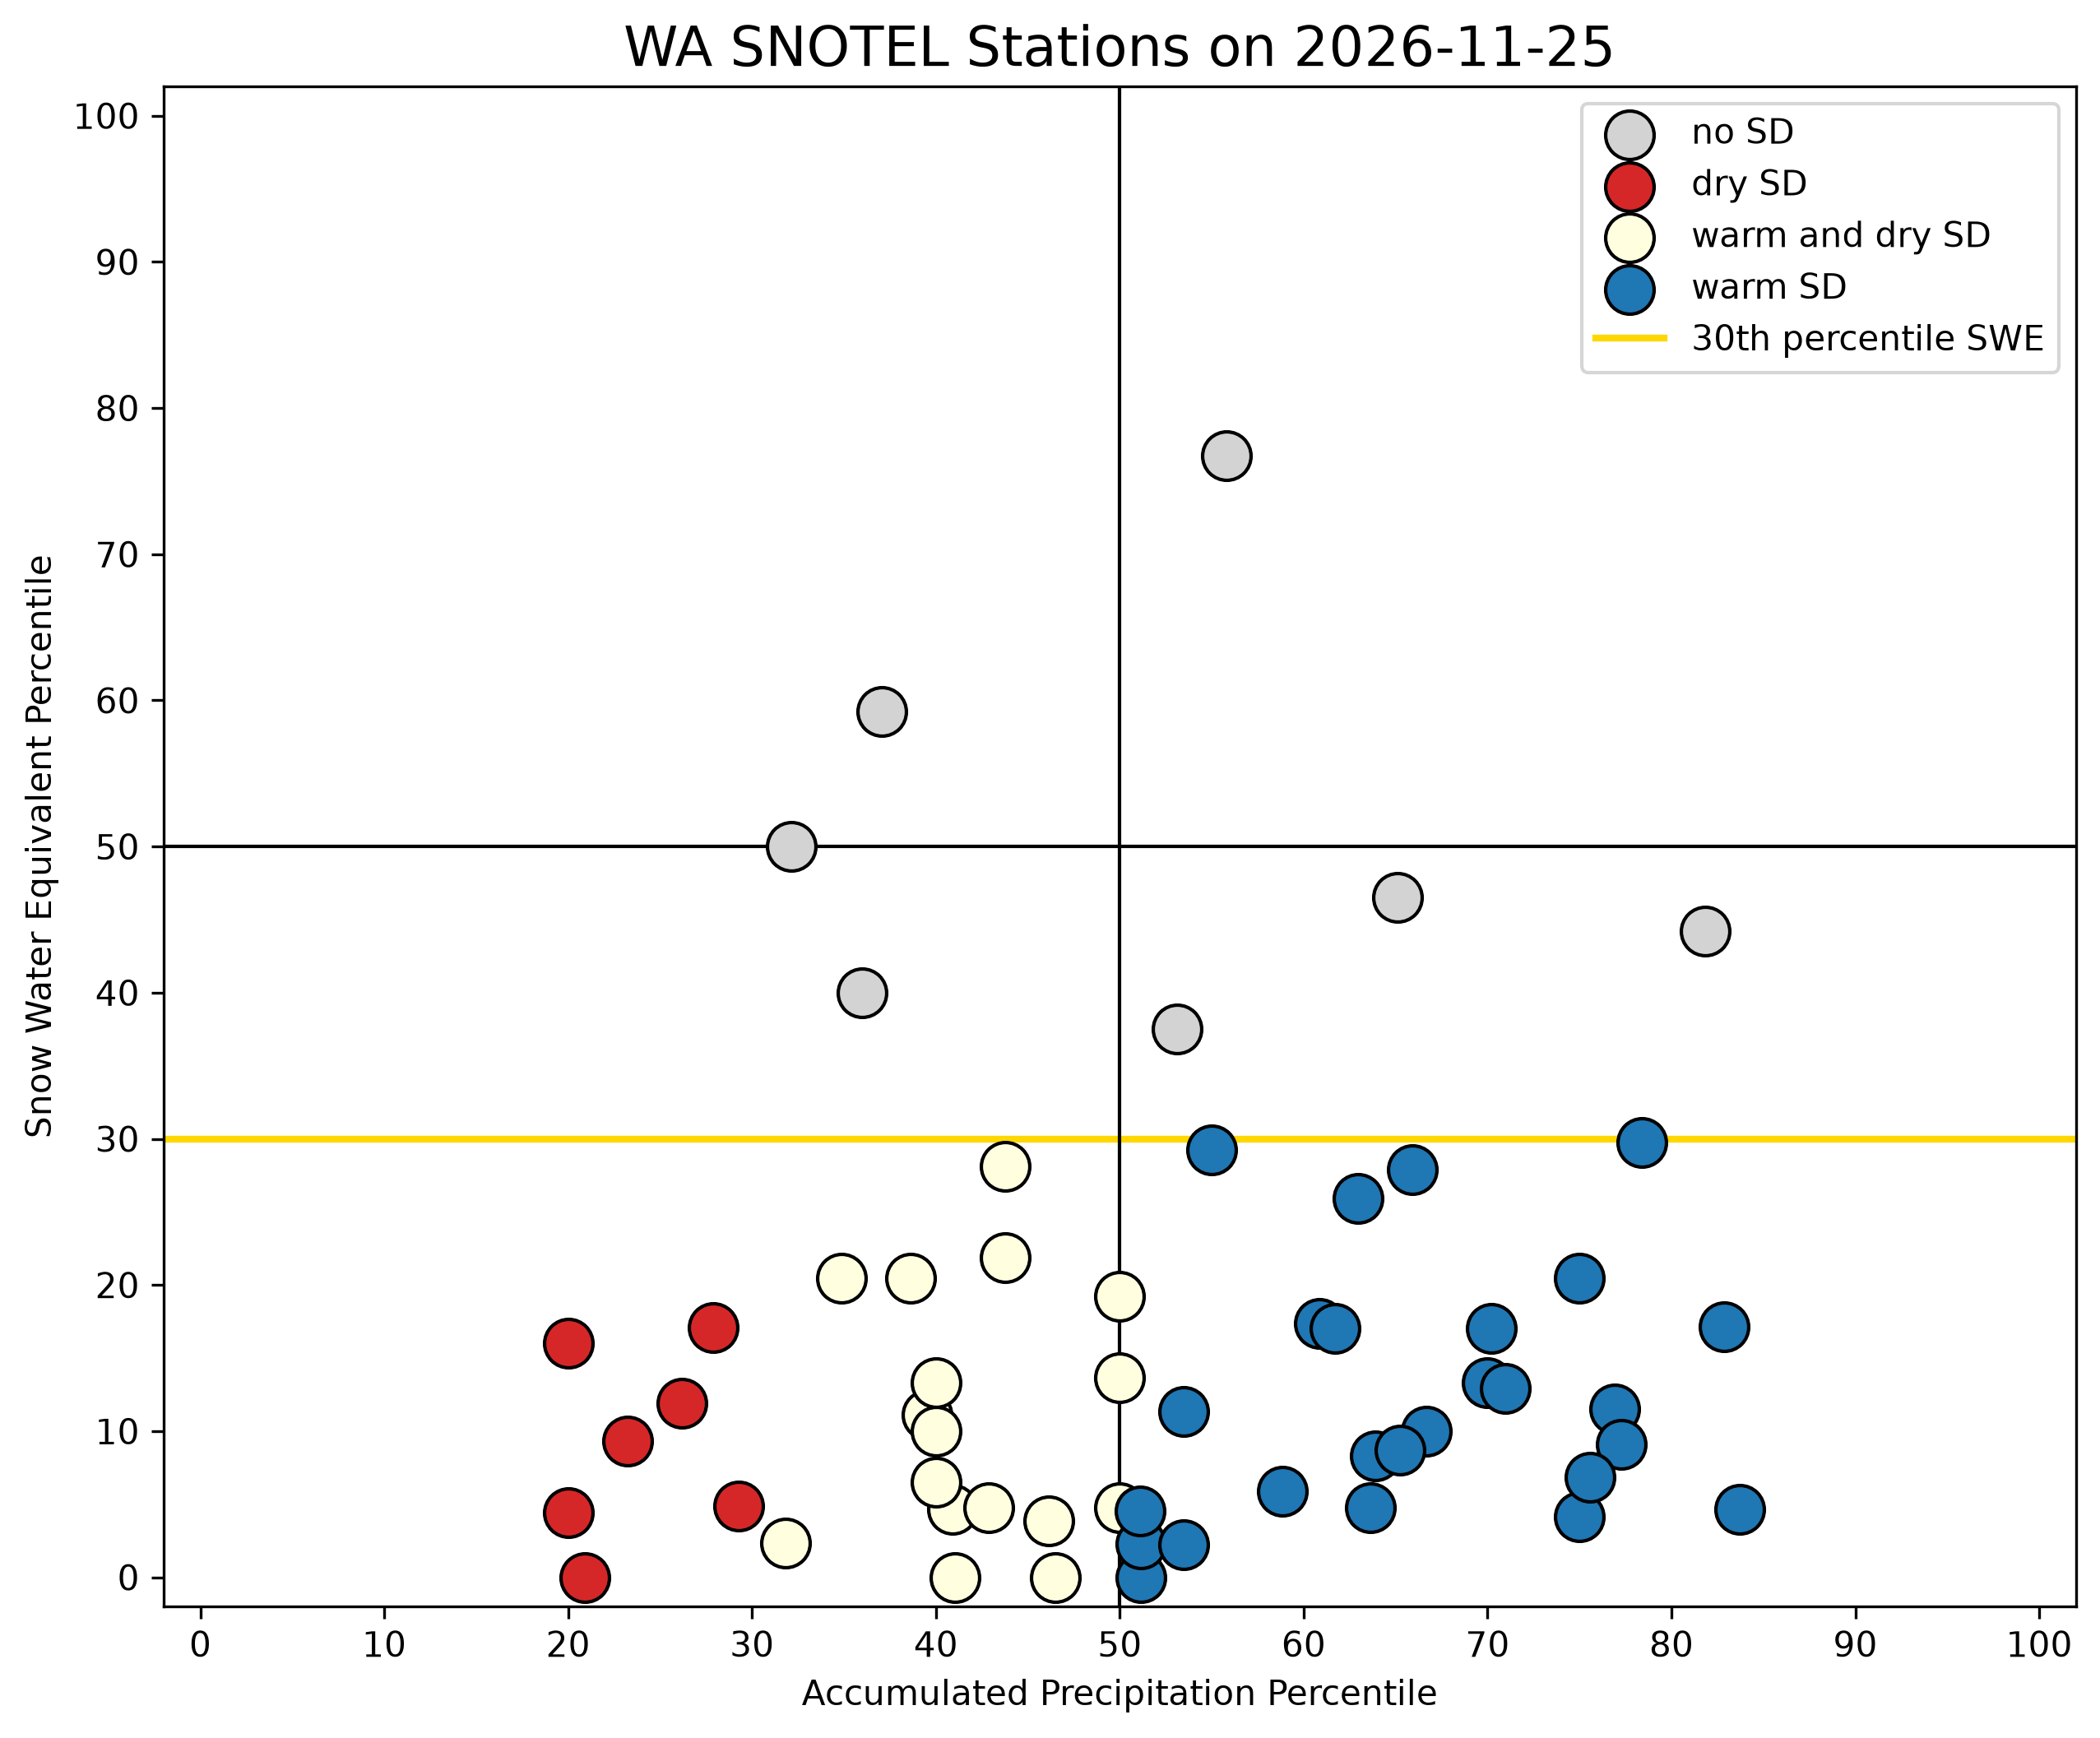 WA SNOTEL Stations on 2026-11-25
100
90
80
70
60
50
40
30
20
10
0
Snow Water Equivalent Percentile
no SD
dry SD
warm and dry SD
warm SD
30th percentile SWE
0 10 20 30 40 50 60 70 80 90 100
Accumulated Precipitation Percentile